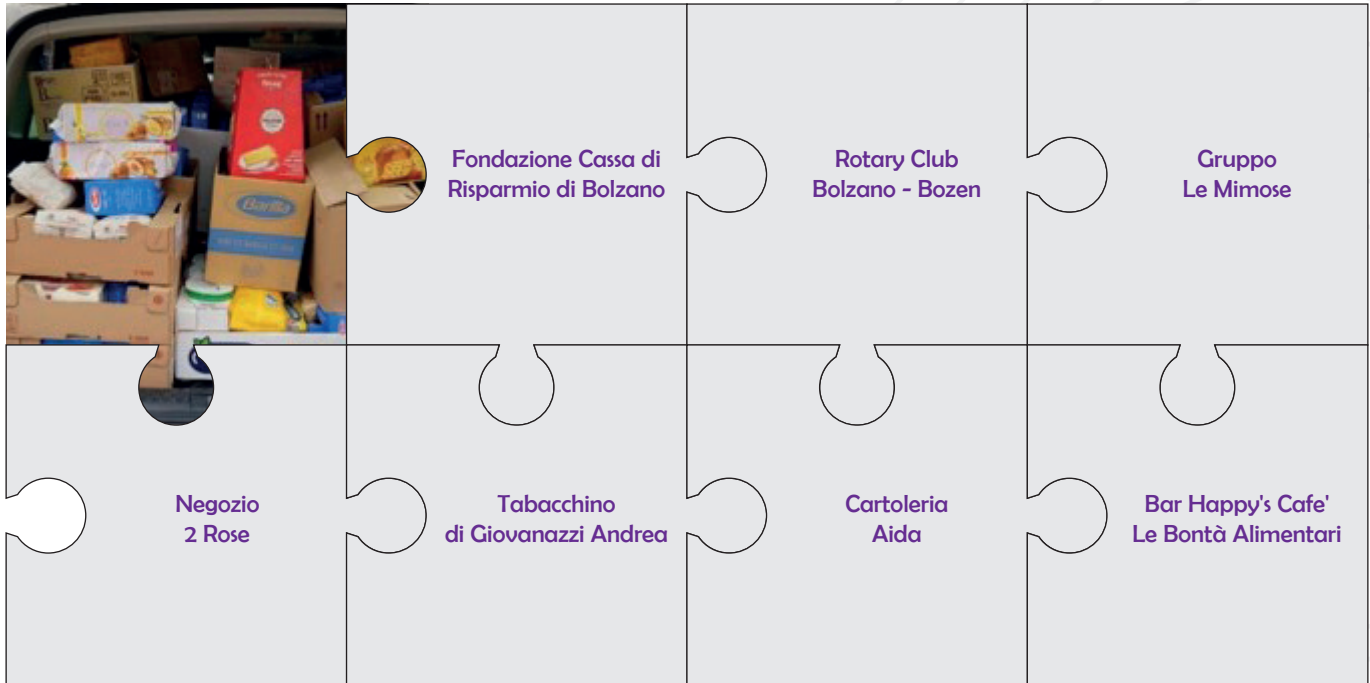 Barilla
Fondazione Cassa di
Risparmio di Bolzano
Rotary Club
Bolzano - Bozen
Gruppo
Le Mimose
Negozio
2 Rose
Tabacchino
di Giovanazzi Andrea
Cartoleria
Aida
Bar Happy's Cafe'
Le Bontà Alimentari